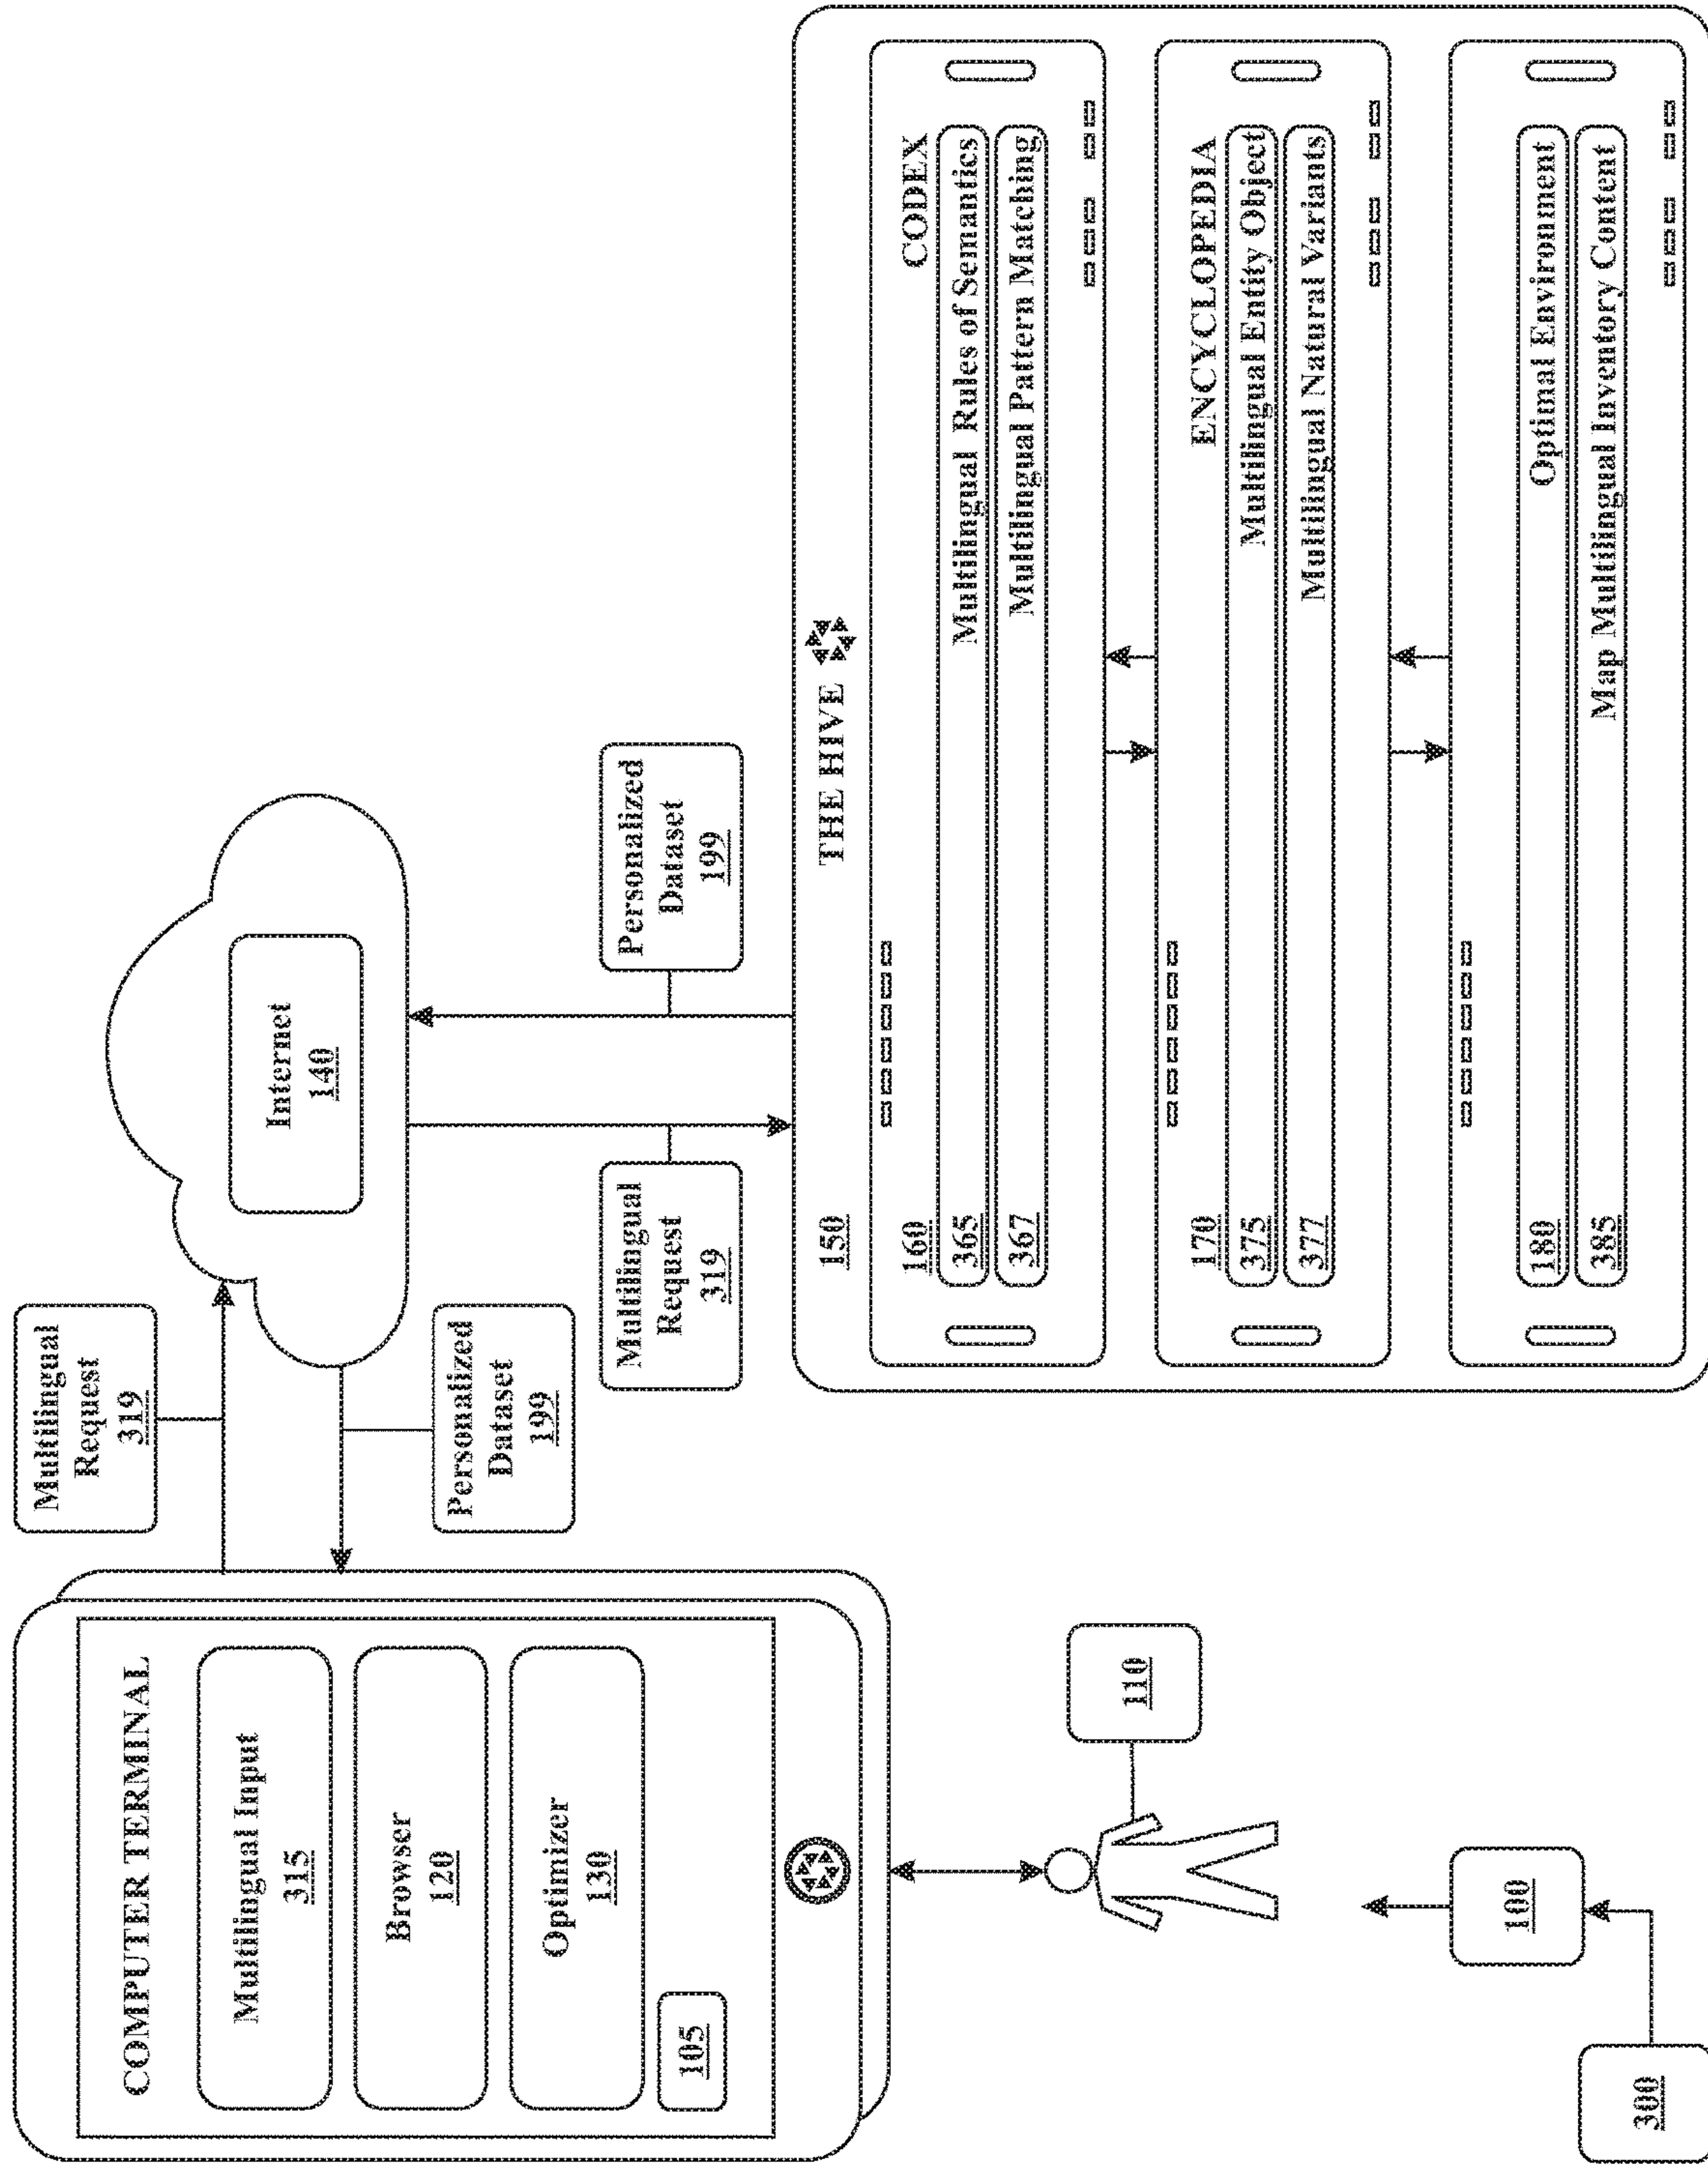 COMPUTER TERMINAL
Multilingual Input
315
Browser
120
Optimizer
130
105
Multilingual
Request
319
Personalized
Dataset
199
Internet
140
Multilingual
Request
319
Personalized
Dataset
199
110
100
300
150 THE HIVE
160 CODEX
365 Multilingual Rules of Semantics
367 Multilingual Pattern Matching
170 ENCYCLOPEDIA
375 Multilingual Entity Object
377 Multilingual Natural Variants
180 Optimal Environment
385 Map Multilingual Inventory Content